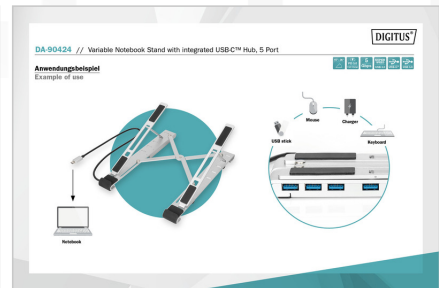 DIGITUS®
DA-90424 // Variable Notebook Stand with integrated USB-C™ Hub, 5 Port
Anwendungsbeispiel
Example of use
Mouse
Charger
USB stick
Keyboard
Notebook